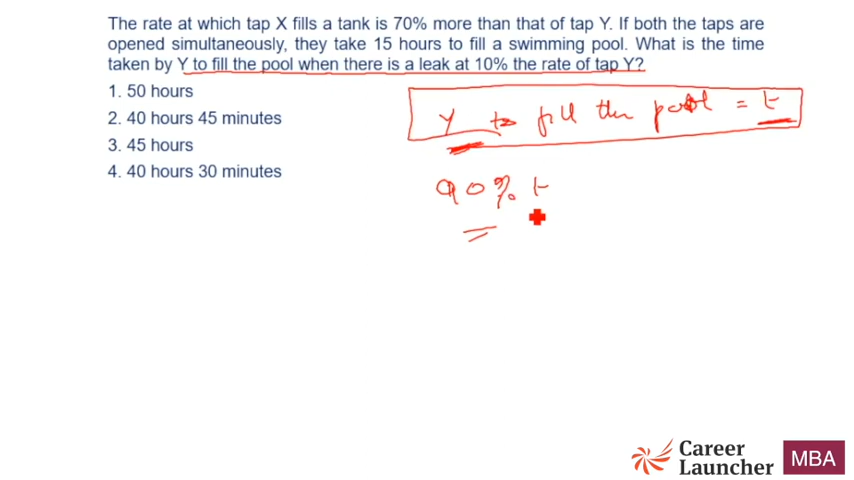 The rate at which tap X fills a tank is 70% more than that of tap Y. If both the taps are
opened simultaneously, they take 15 hours to fill a swimming pool. What is the time
taken by Y to fill the pool when there is a leak at 10% the rate of tap Y?
1. 50 hours
2. 40 hours 45 minutes
3. 45 hours
4. 40 hours 30 minutes
Y to fill the pool = t
90% t
Career
Launcher
MBA